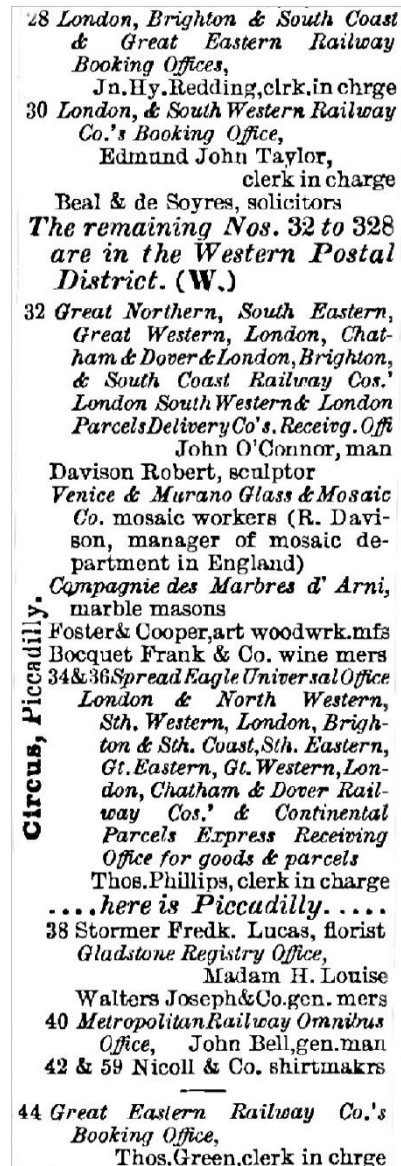 28 London, Brighton & South Coast
& Great Eastern Railway
Booking Offices,
Jn.Hy.Redding,clrk.in chrge
30 London, & South Western Railway
Co.'s Booking Office,
Edmund John Taylor,
clerk in charge
Beal & de Soyres, solicitors
The remaining Nos. 32 to 328
are in the Western Postal
District. (W.)
32 Great Northern, South Eastern,
Great Western, London, Chat-
ham & Dover & London, Brighton,
& South Coast Railway Cos.'
London South Western & London
Parcels Delivery Co's. Receivg. Offi
John O'Connor, man
Davison Robert, sculptor
Venice & Murano Glass & Mosaic
Co. mosaic workers (R. Davi-
son, manager of mosaic de-
partment in England)
Compagnie des Marbres d' Arni,
marble masons
Foster& Cooper,art woodwrk.mfs
Bocquet Frank & Co. wine mers
34&36 Spread Eagle Universal Office
London & North Western,
Sth. Western, London, Brigh-
ton & Sth. Coast,Sth. Eastern,
Gt. Eastern, Gt. Western, Lon-
don, Chatham & Dover Rail-
way Cos.' & Continental
Parcels Express Receiving
Office for goods & parcels
Thos.Phillips, clerk in charge
....here is Piccadilly.....
38 Stormer Fredk. Lucas, florist
Gladstone Registry Office,
Madam H. Louise
Walters Joseph&Co.gen. mers
40 Metropolitan Railway Omnibus
Office, John Bell,gen.man
42 & 59 Nicoll & Co. shirtmakrs
44 Great Eastern Railway Co.'s
Booking Office,
Thos.Green,clerk in chrge
Circus, Piccadilly.